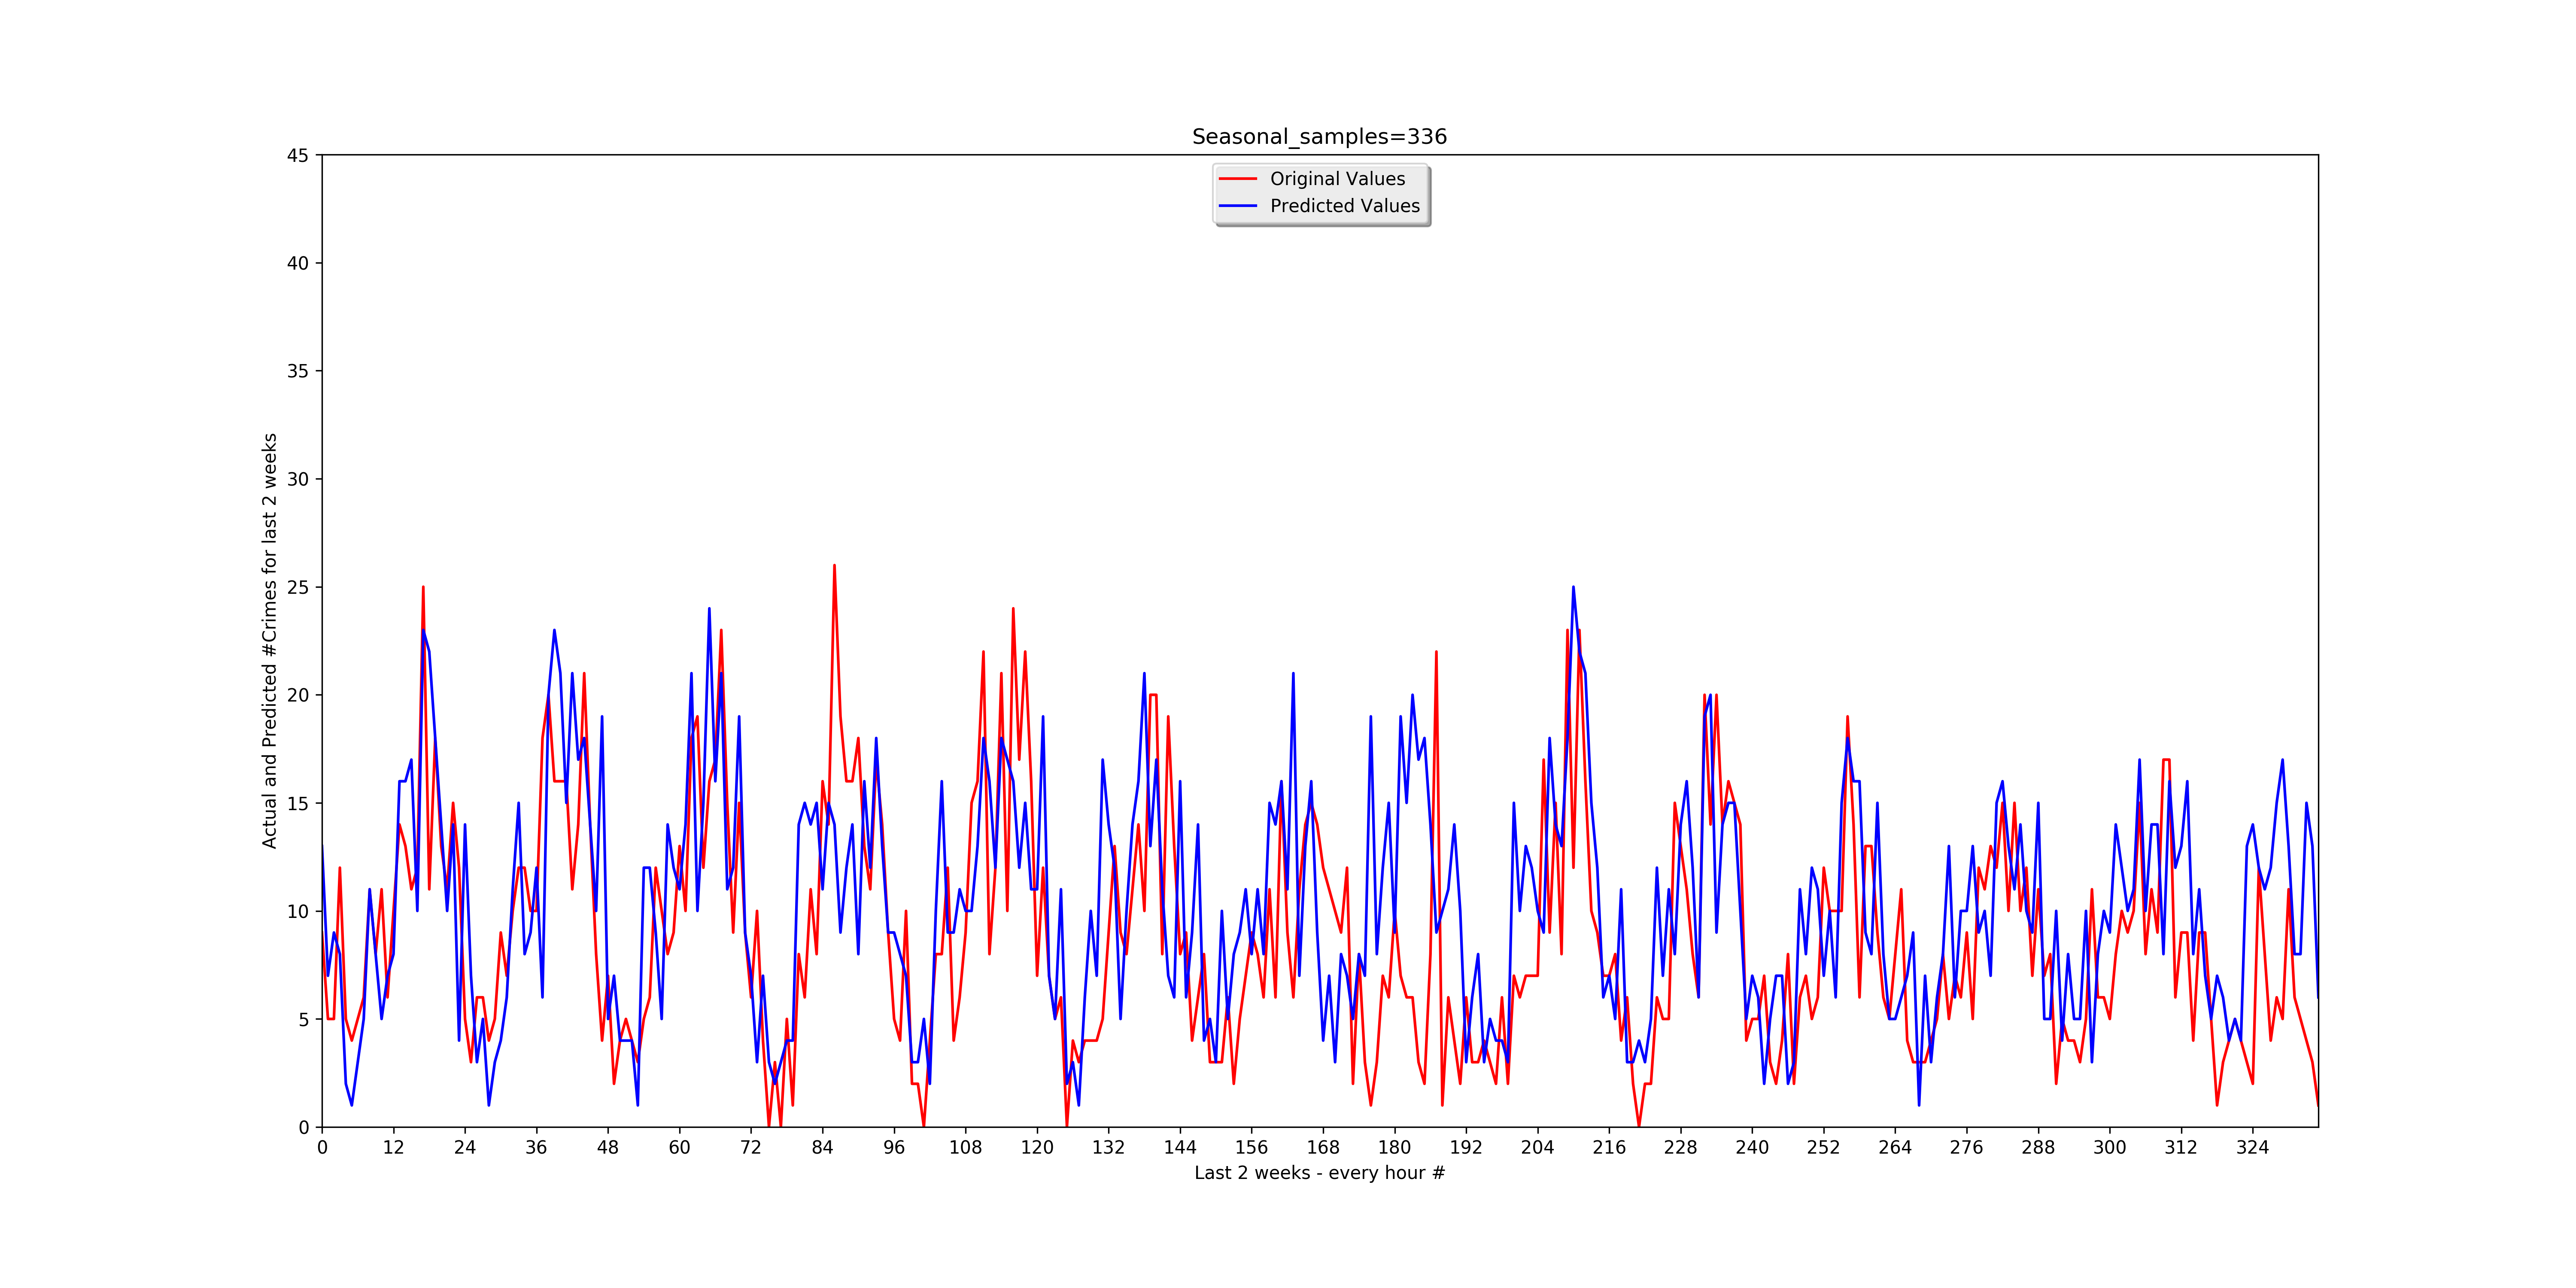 Seasonal_samples=336
Original Values
Predicted Values
Actual and Predicted #Crimes for last 2 weeks
45
40
35
30
25
20
15
10
5
0
0 12 24 36 48 60 72 84 96 108 120 132 144 156 168 180 192 204 216 228 240 252 264 276 288 300 312 324
Last 2 weeks - every hour #